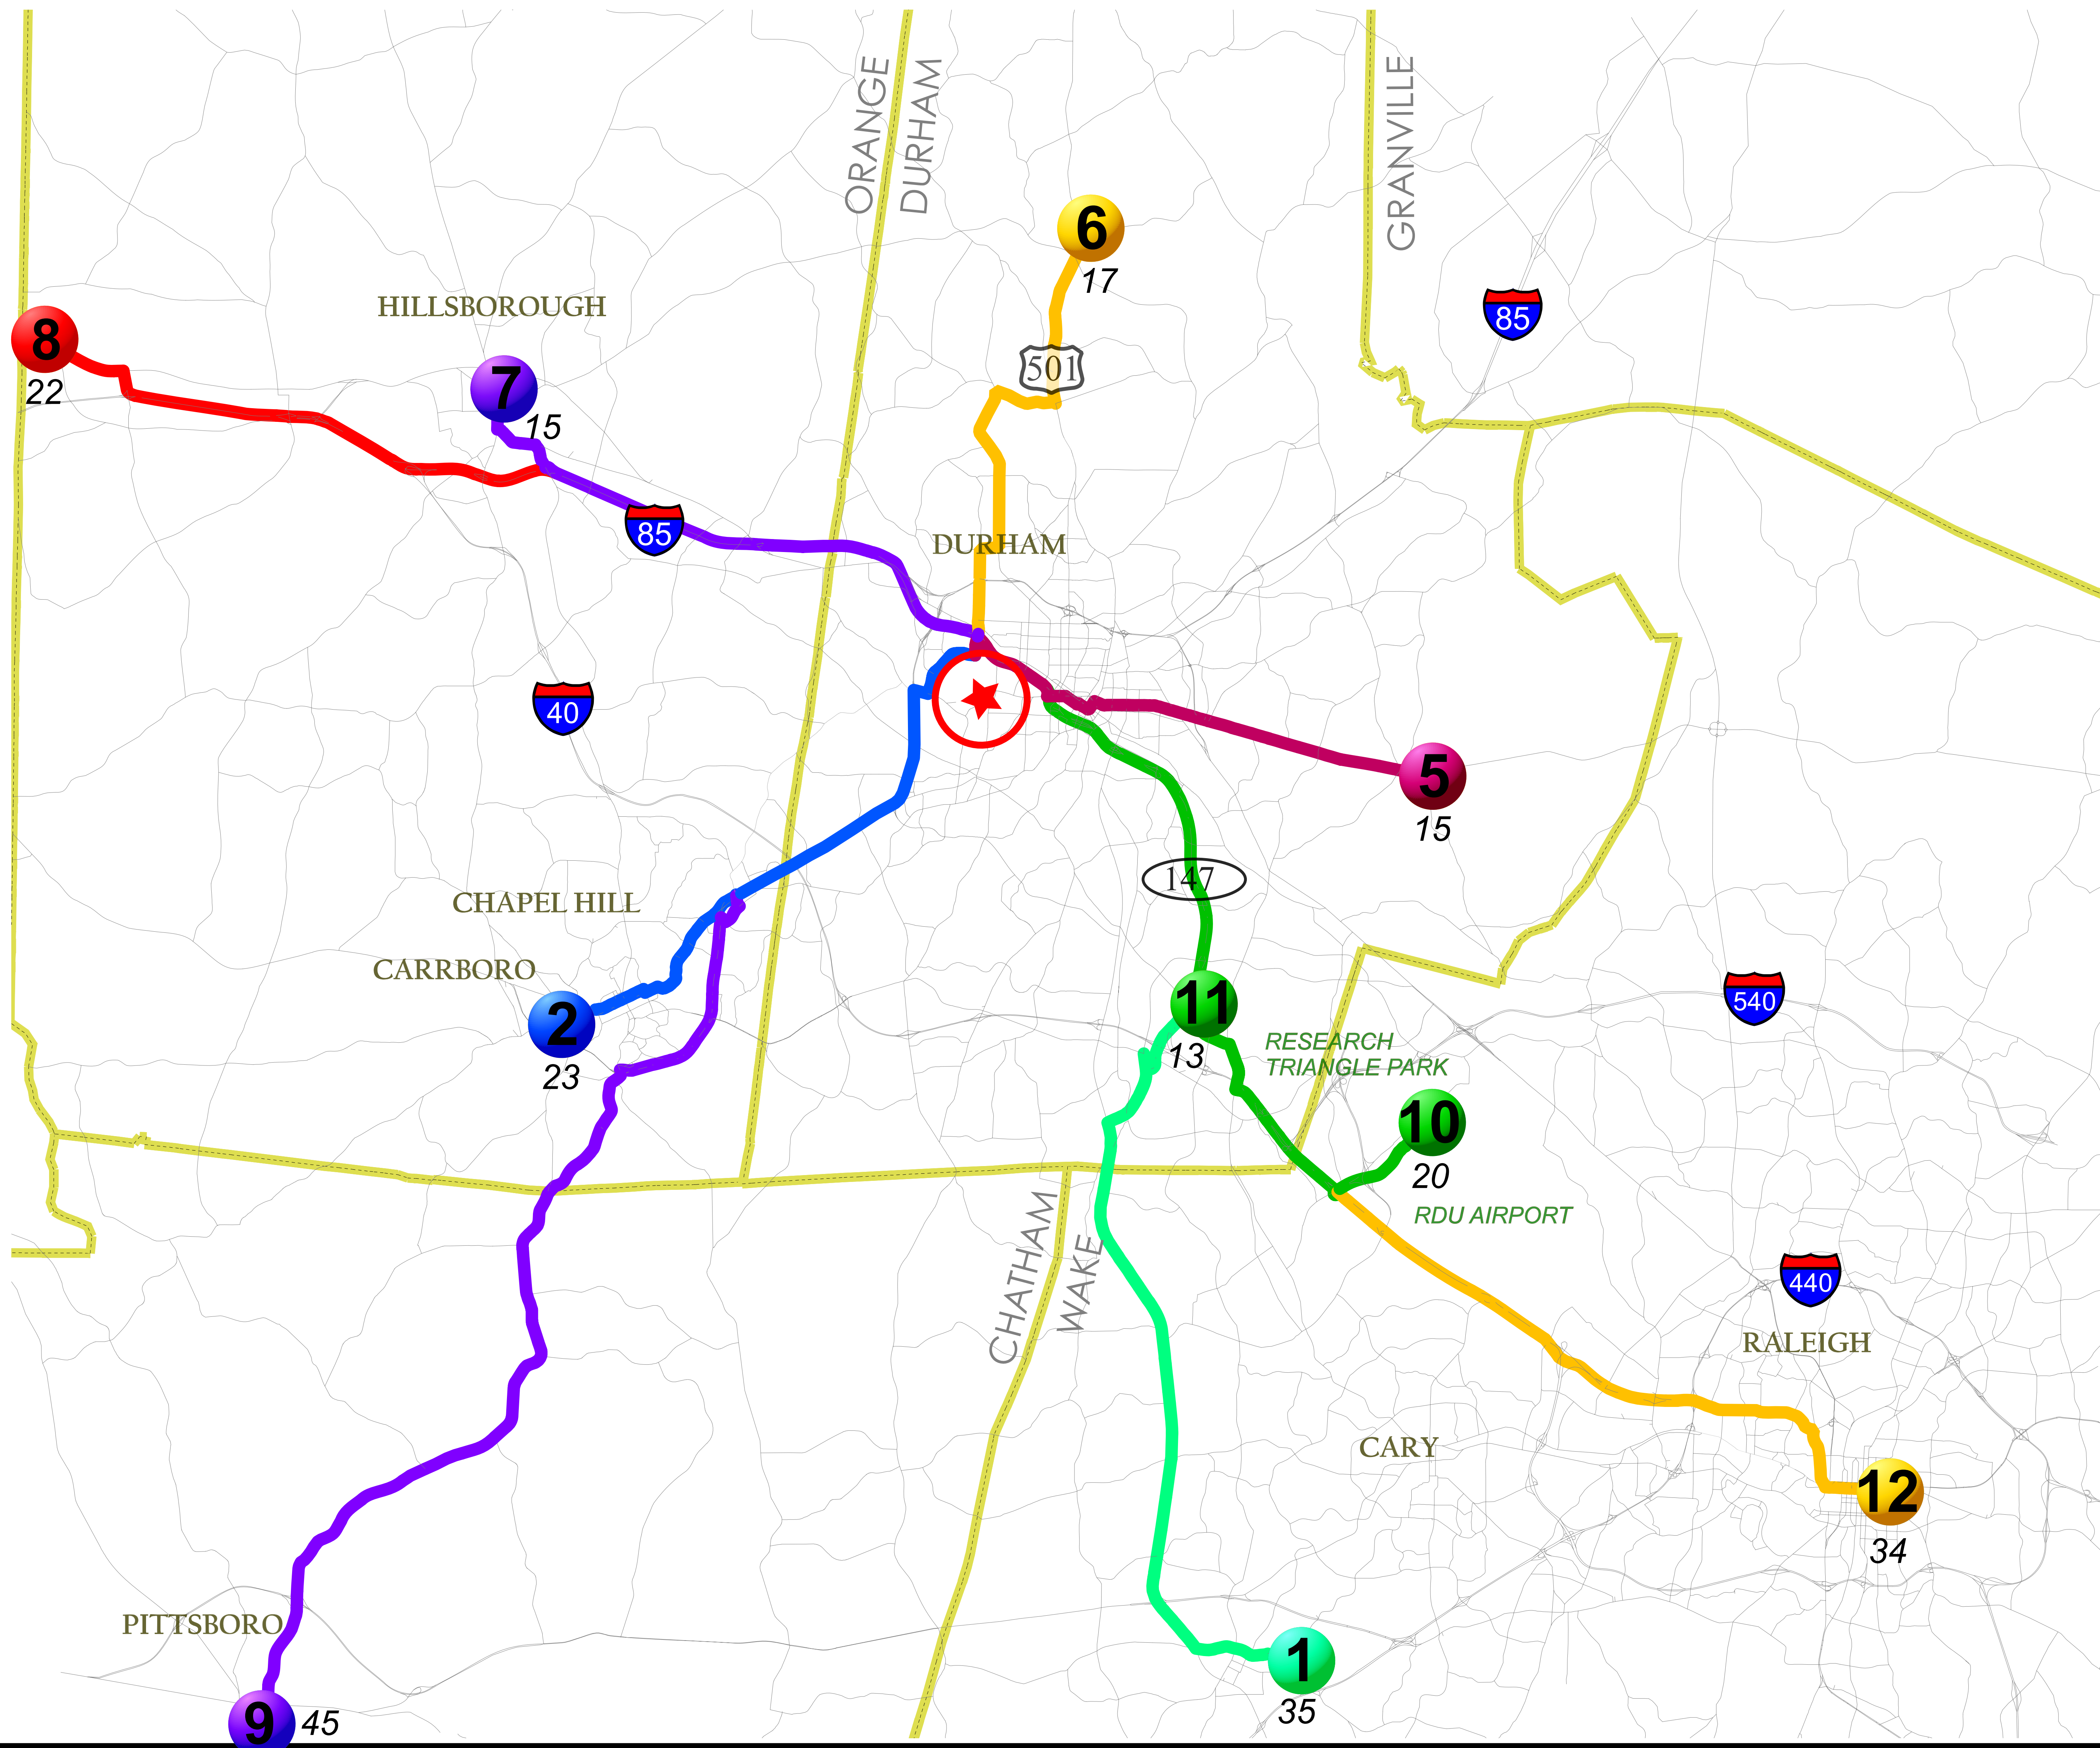 ORANGE
DURHAM
GRANVILLE
6
17
HILLSBOROUGH
85
8
22
7
15
501
85
DURHAM
40
5
15
147
CHAPEL HILL
CARRBORO
2
23
11
13
RESEARCH
TRIANGLE PARK
540
10
20
RDU AIRPORT
CHATHAM
WAKE
440
RALEIGH
CARY
12
34
PITTSBORO
1
35
9
45